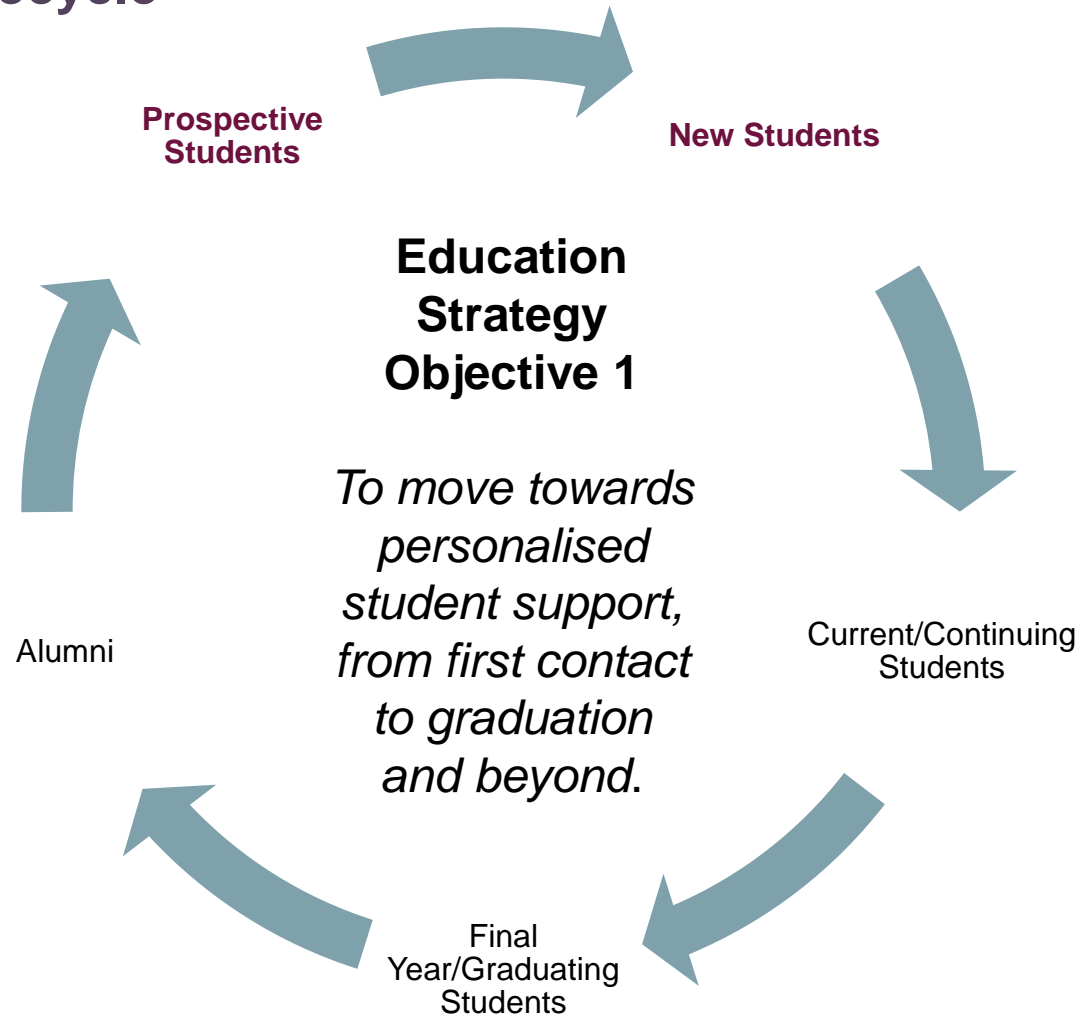 Prospective
Students
New Students
Education
Strategy
Objective 1
To move towards
personalised
student support,
from first contact
to graduation
and beyond.
Alumni
Current/Continuing
Students
Final
Year/Graduating
Students